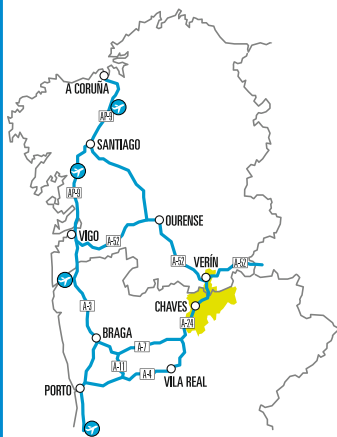 A CORUÑA
AP-9
SANTIAGO
AP-9
OURENSE
VIGO
A-52
A-52
VERÍN
A-52
CHAVES
A-3
A-24
BRAGA
A-7
A-11
A-4
VILA REAL
PORTO